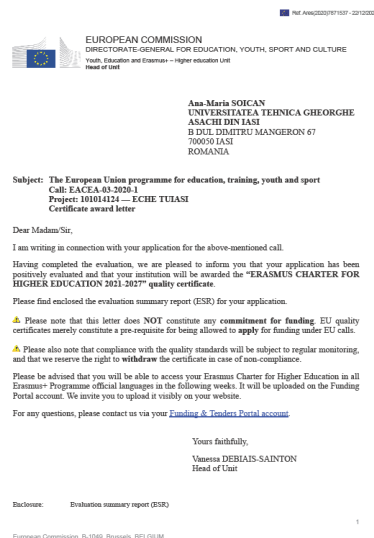 Ref. Ares(2020)7871537 - 22/12/202
EUROPEAN COMMISSION
DIRECTORATE-GENERAL FOR EDUCATION, YOUTH, SPORT AND CULTURE
Youth, Education and Erasmus+ – Higher education Unit
Head of Unit
Ana-Maria SOICAN
UNIVERSITATEA TEHNICA GHEORGHE
ASACHI DIN IASI
B DUL DIMITRU MANGERON 67
700050 IASI
ROMANIA
Subject: The European Union programme for education, training, youth and sport
Call: EACEA-03-2020-1
Project: 101014124 — ECHE TUIASI
Certificate award letter
Dear Madam/Sir,
I am writing in connection with your application for the above-mentioned call.
Having completed the evaluation, we are pleased to inform you that your application has been
positively evaluated and that your institution will be awarded the “ERASMUS CHARTER FOR
HIGHER EDUCATION 2021-2027” quality certificate.
Please find enclosed the evaluation summary report (ESR) for your application.
Please note that this letter does NOT constitute any commitment for funding. EU quality
certificates merely constitute a pre-requisite for being allowed to apply for funding under EU calls.
Please also note that compliance with the quality standards will be subject to regular monitoring,
and that we reserve the right to withdraw the certificate in case of non-compliance.
Please be advised that you will be able to access your Erasmus Charter for Higher Education in all
Erasmus+ Programme official languages in the following weeks. It will be uploaded on the Funding
Portal account. We invite you to upload it visibly on your website.
For any questions, please contact us via your Funding & Tenders Portal account.
Yours faithfully,
Vanessa DEBIAIS-SAINTON
Head of Unit
Enclosure: Evaluation summary report (ESR)
1
European Commission, B-1049, Brussels, BELGIUM